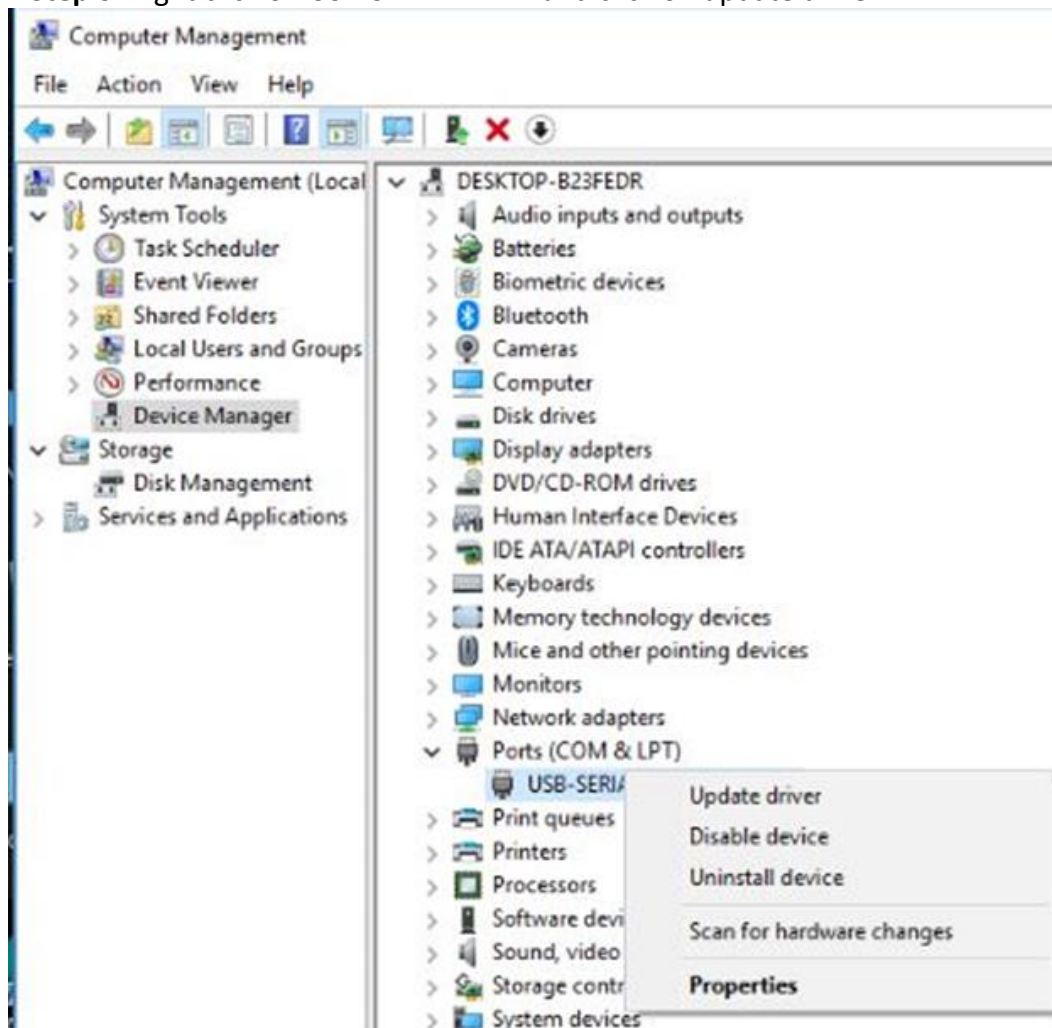 Computer Management
File Action View Help
Computer Management (Local
System Tools
Task Scheduler
Event Viewer
Shared Folders
Local Users and Groups
Performance
Device Manager
Storage
Disk Management
Services and Applications
DESKTOP-B23FEDR
Audio inputs and outputs
Batteries
Biometric devices
Bluetooth
Cameras
Computer
Disk drives
Display adapters
DVD/CD-ROM drives
Human Interface Devices
IDE ATA/ATAPI controllers
Keyboards
Memory technology devices
Mice and other pointing devices
Monitors
Network adapters
Ports (COM & LPT)
USB-SERIA
Print queues
Printers
Processors
Software devi
Sound, video
Storage contr
System devices
Update driver
Disable device
Uninstall device
Scan for hardware changes
Properties